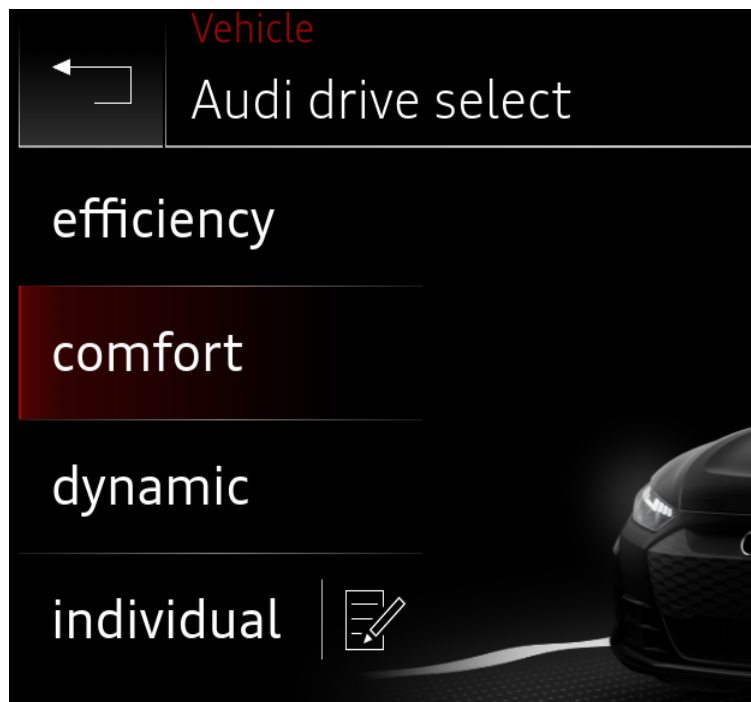 Vehicle
Audi drive select
efficiency
comfort
dynamic
individual